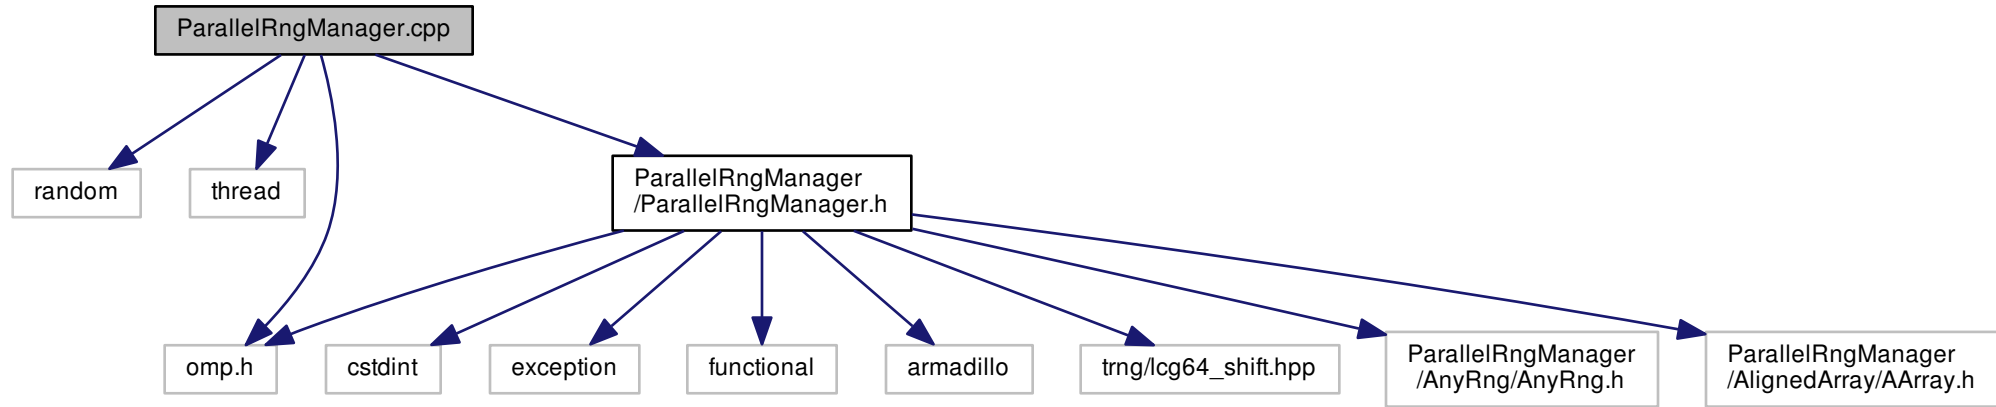 ParallelRngManager.cpp
random
thread
ParallelRngManager
/ParallelRngManager.h
omp.h
cstdint
exception
functional
armadillo
trng/lcg64_shift.hpp
ParallelRngManager
/AnyRng/AnyRng.h
ParallelRngManager
/AlignedArray/AArray.h